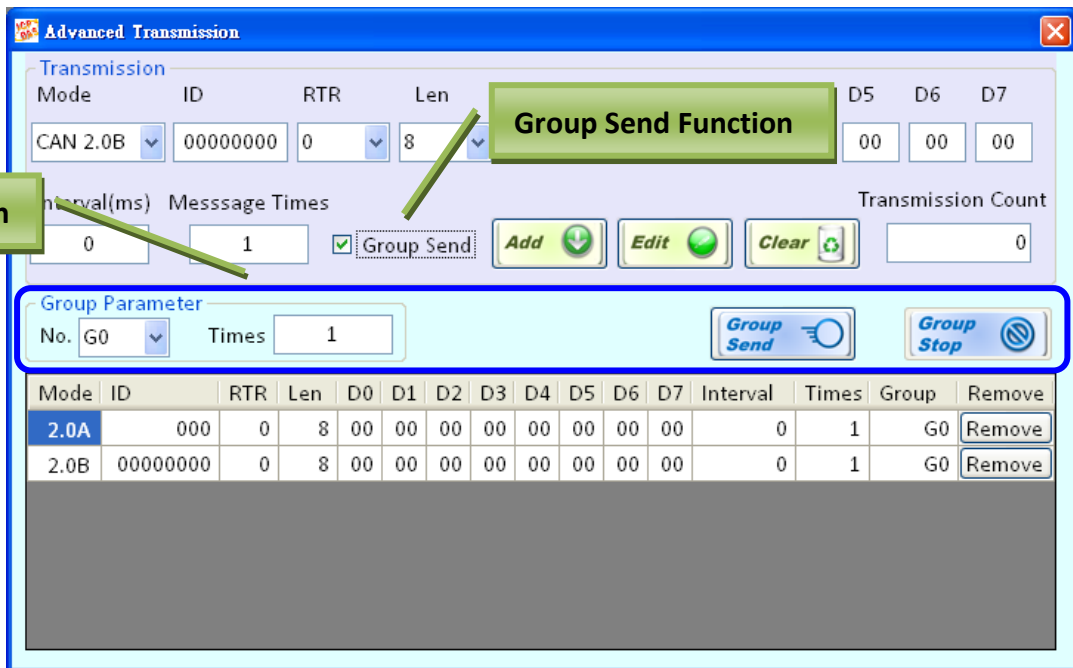 Advanced Transmission
Transmission
Mode ID RTR Len D5 D6 D7
CAN 2.0B 00000000 0 8 00 00 00
Group Send Function
(ms) Messsage Times Transmission Count
0 1 Group Send Add Edit Clear 0
Group Parameter
No. G0 Times 1 Group Send Group Stop
Mode ID RTR Len D0 D1 D2 D3 D4 D5 D6 D7 Interval Times Group Remove
2.0A 000 0 8 00 00 00 00 00 00 00 00 0 1 G0 Remove
2.0B 00000000 0 8 00 00 00 00 00 00 00 00 0 1 G0 Remove